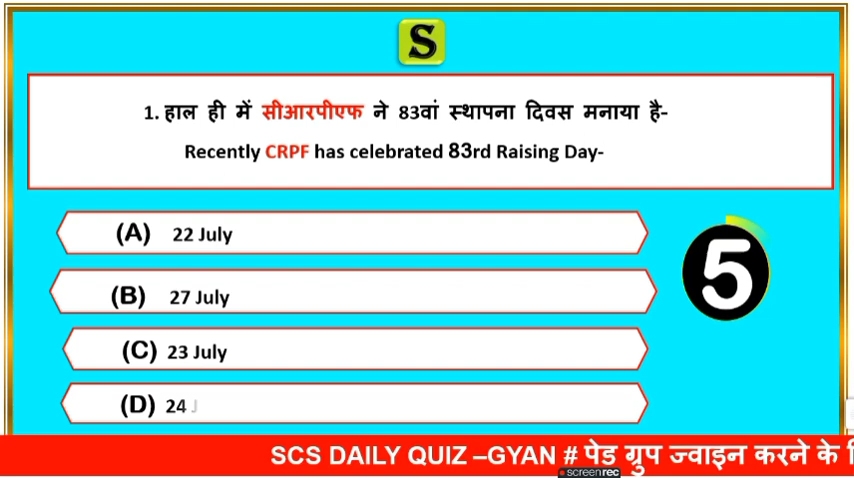 S
1. हाल ही में सीआरपीएफ ने 83वां स्थापना दिवस मनाया है-
Recently CRPF has celebrated 83rd Raising Day-
(A) 22 July
(B) 27 July
(C) 23 July
(D) 24 J
5
SCS DAILY QUIZ –GYAN # पेड ग्रुप ज्वाइन करने के
screenrec